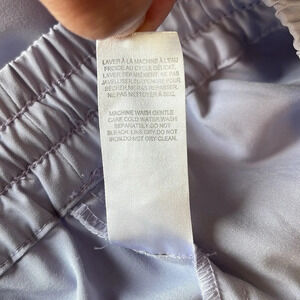 LAVER À LA MACHINE À L'EAU
FROIDE AU CYCLE DÉLICAT.
LAVER SÉPARÉMENT. NE PAS
JAVELISER. SUSPENDRE POUR
SÉCHER. NE PAS REPASSER.
NE PAS NETTOYER À SEC.
MACHINE WASH GENTLE
CARE COLD WATER. WASH
SEPARATELY. DO NOT
BLEACH. LINE DRY. DO NOT
IRON. DO NOT DRY CLEAN.